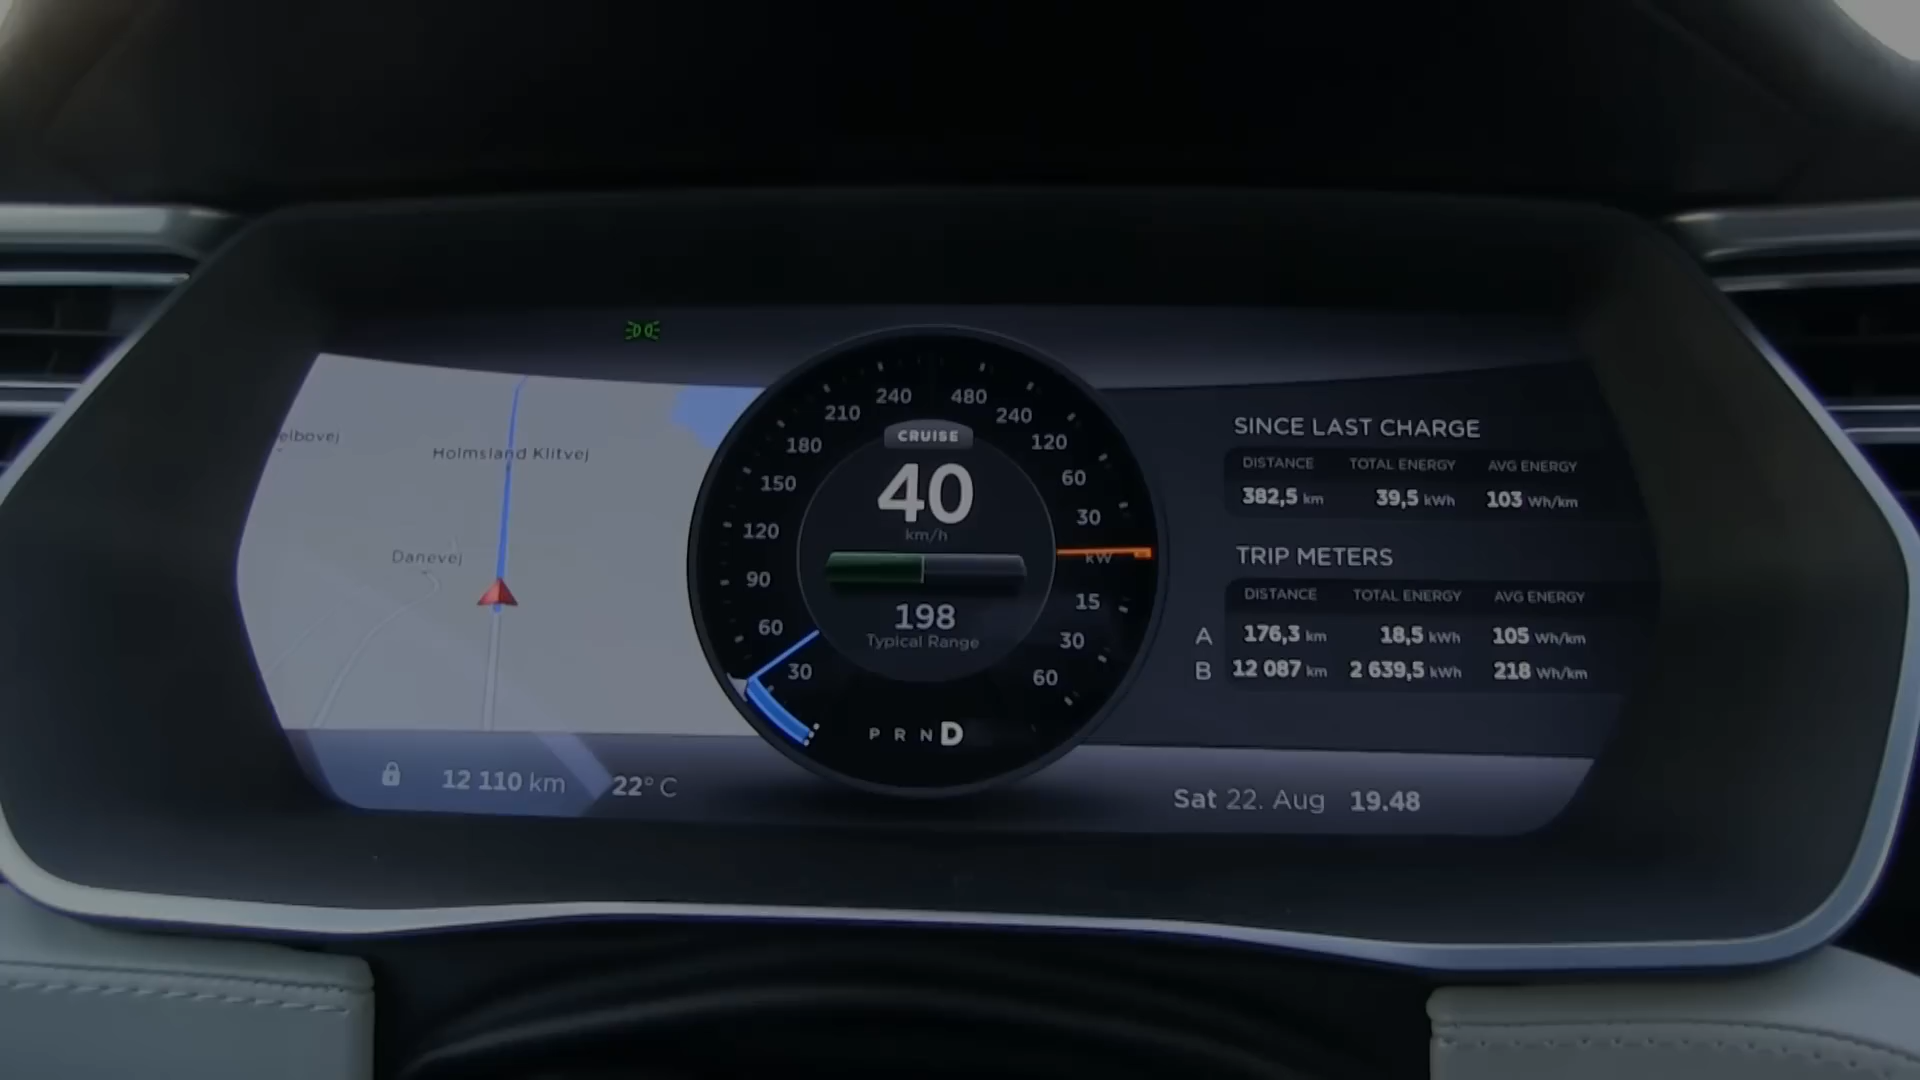 elbovej
Holmsland Klitvej
Danevej
12 110 km
22° C
240 480
210 240
180 120
150 60
120 30
90 kW
60 15
30 30
60
CRUISE
40
km/h
198
Typical Range
P R N D
SINCE LAST CHARGE
DISTANCE TOTAL ENERGY AVG ENERGY
382,5 km 39,5 kWh 103 Wh/km
TRIP METERS
DISTANCE TOTAL ENERGY AVG ENERGY
A 176,3 km 18,5 kWh 105 Wh/km
B 12 087 km 2 639,5 kWh 218 Wh/km
Sat 22. Aug 19.48